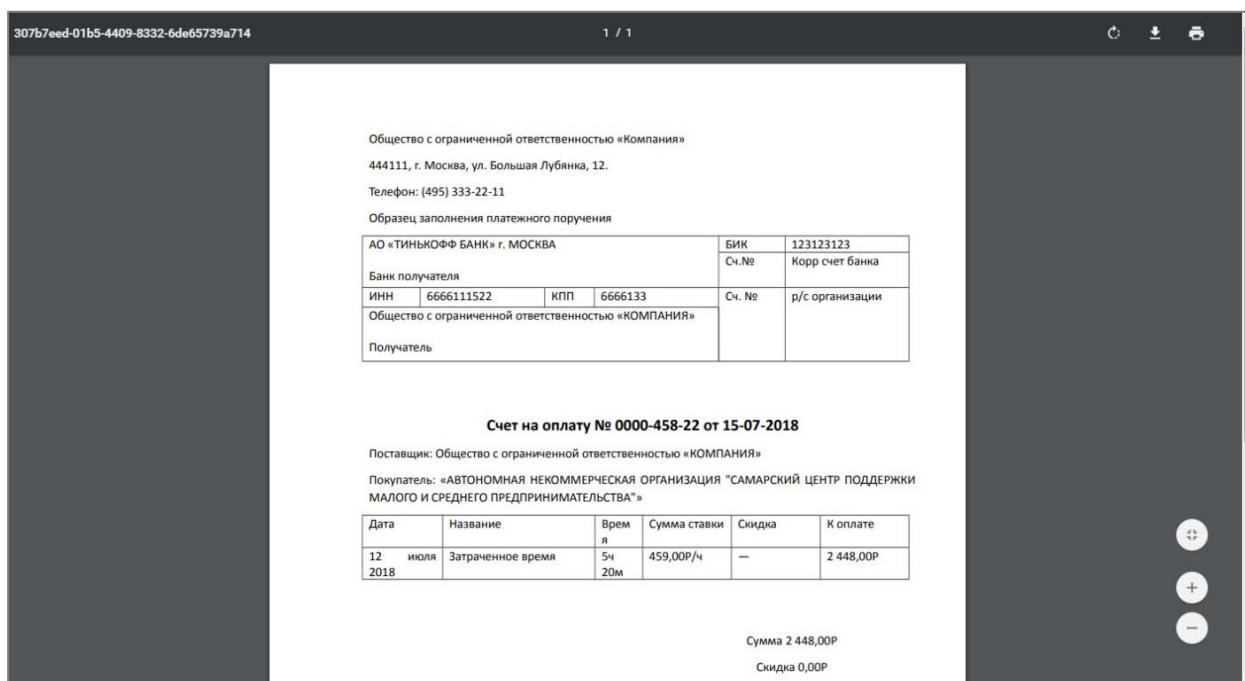 307b7eed-01b5-4409-8332-6de65739a714
1 / 1
Общество с ограниченной ответственностью «Компания»
444111, г. Москва, ул. Большая Лубянка, 12.
Телефон: (495) 333-22-11
Образец заполнения платежного поручения
АО «ТИНЬКОФФ БАНК» г. МОСКВА БИК 123123123
Сч.№ Корр счет банка
Банк получателя
ИНН 6666111522 КПП 6666133 Сч. № р/с организации
Общество с ограниченной ответственностью «КОМПАНИЯ»
Получатель
Счет на оплату № 0000-458-22 от 15-07-2018
Поставщик: Общество с ограниченной ответственностью «КОМПАНИЯ»
Покупатель: «АВТОНОМНАЯ НЕКОММЕРЧЕСКАЯ ОРГАНИЗАЦИЯ "САМАРСКИЙ ЦЕНТР ПОДДЕРЖКИ
МАЛОГО И СРЕДНЕГО ПРЕДПРИНИМАТЕЛЬСТВА"»
Дата Название Врем Сумма ставки Скидка К оплате
я
12 июля Затраченное время 5ч 459,00Р/ч — 2 448,00Р
2018 20м
Сумма 2 448,00Р
Скидка 0,00Р